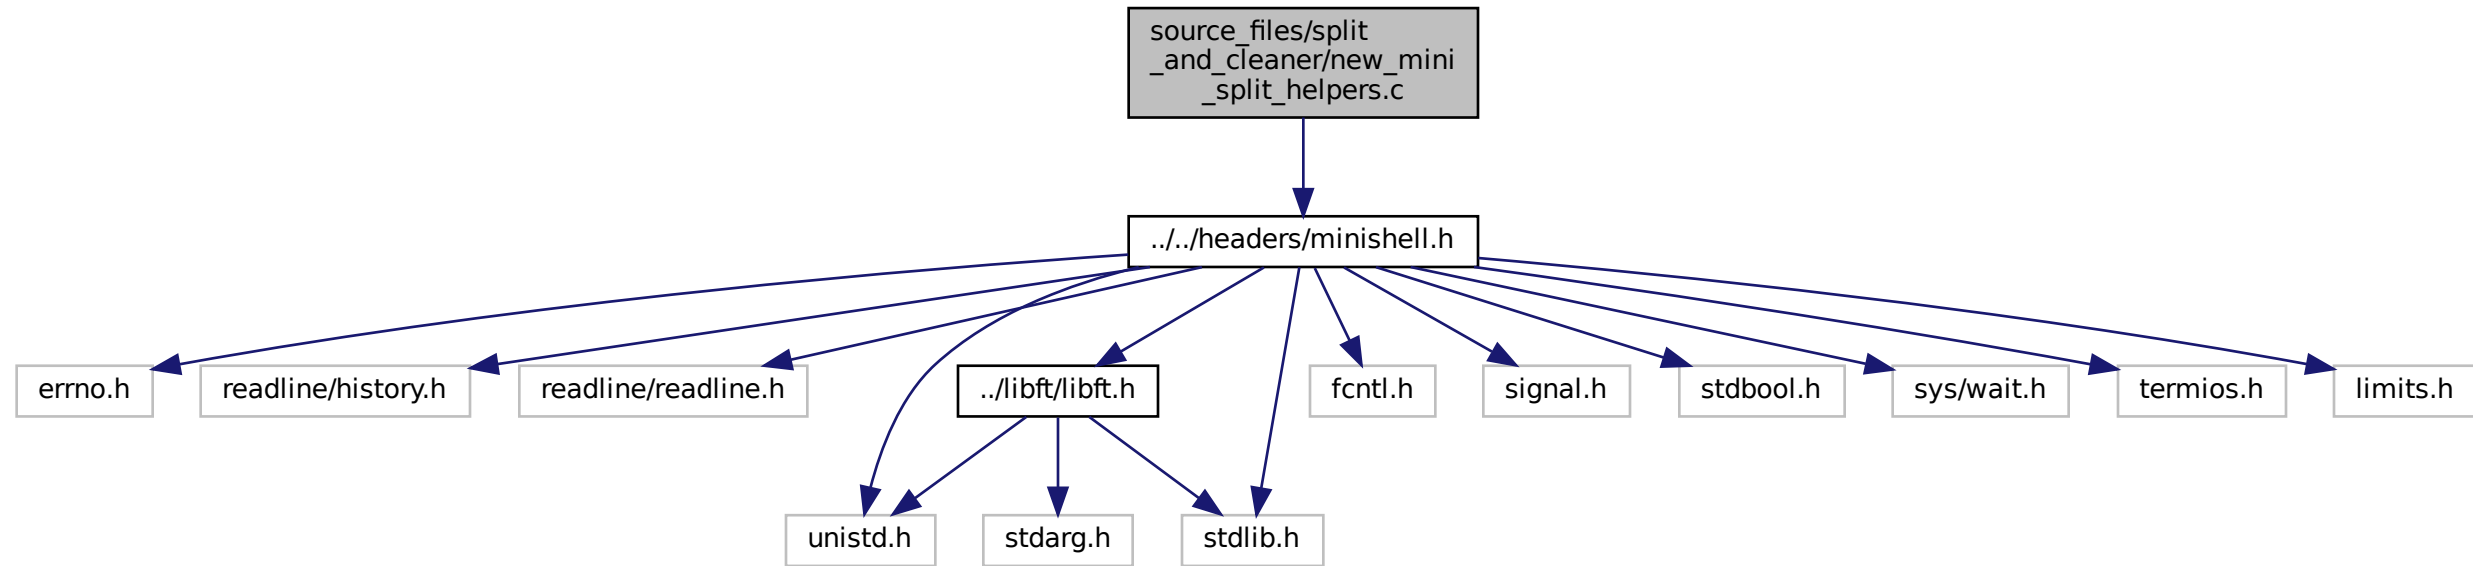 source_files/split
_and_cleaner/new_mini
_split_helpers.c
../../headers/minishell.h
errno.h
readline/history.h
readline/readline.h
../libft/libft.h
fcntl.h
signal.h
stdbool.h
sys/wait.h
termios.h
limits.h
unistd.h
stdarg.h
stdlib.h